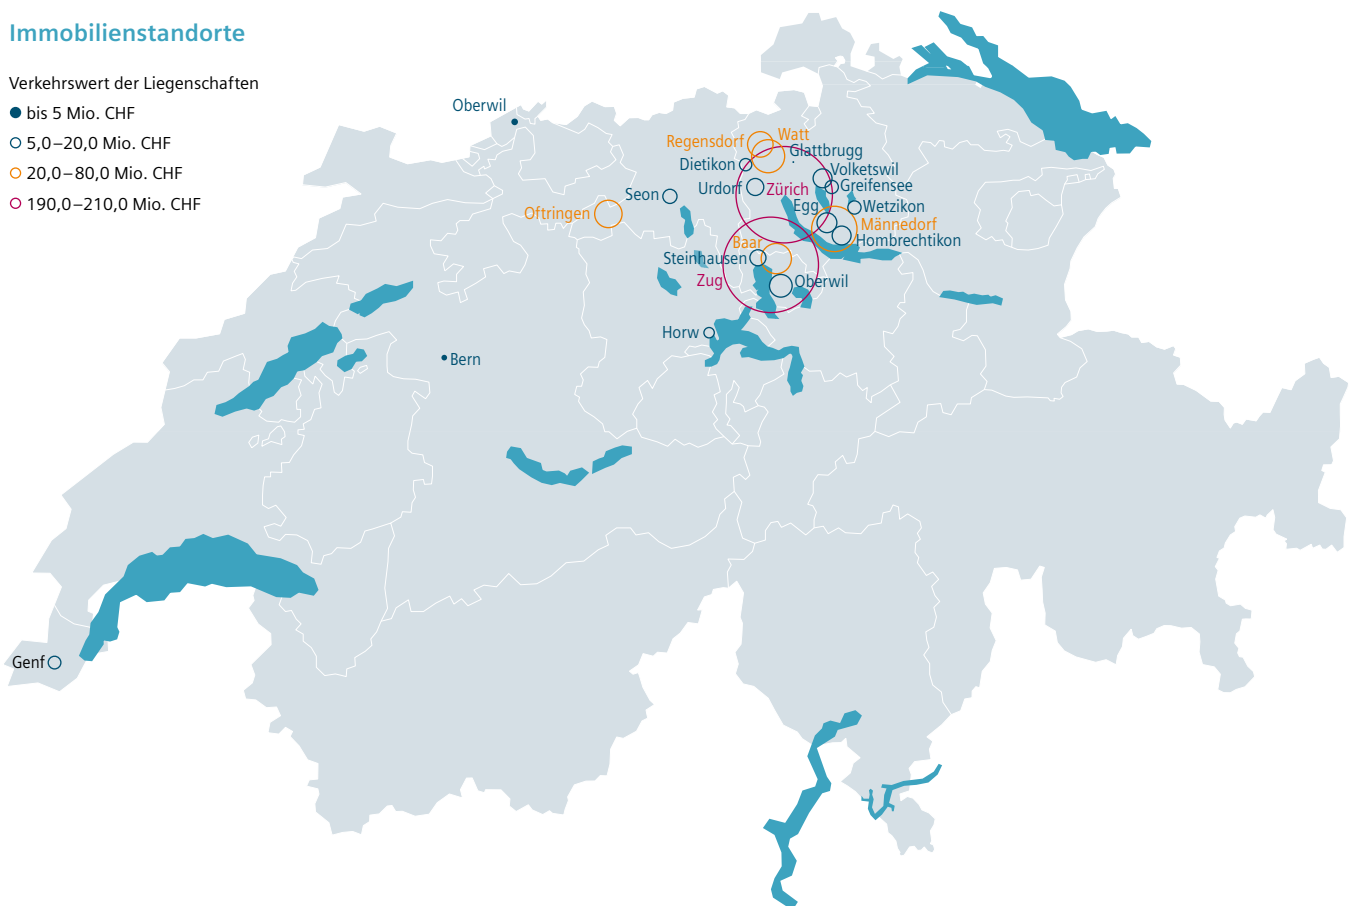 Immobilienstandorte
Verkehrswert der Liegenschaften
bis 5 Mio. CHF
5,0–20,0 Mio. CHF
20,0–80,0 Mio. CHF
190,0–210,0 Mio. CHF
Oberwil
Regensdorf
Watt
Glattbrugg
Dietikon
Volketswil
Urdorf
Zürich
Greifensee
Seon
Egg
Wetzikon
Oftringen
Männedorf
Hombrechtikon
Baar
Steinhausen
Zug
Oberwil
Horw
Bern
Genf